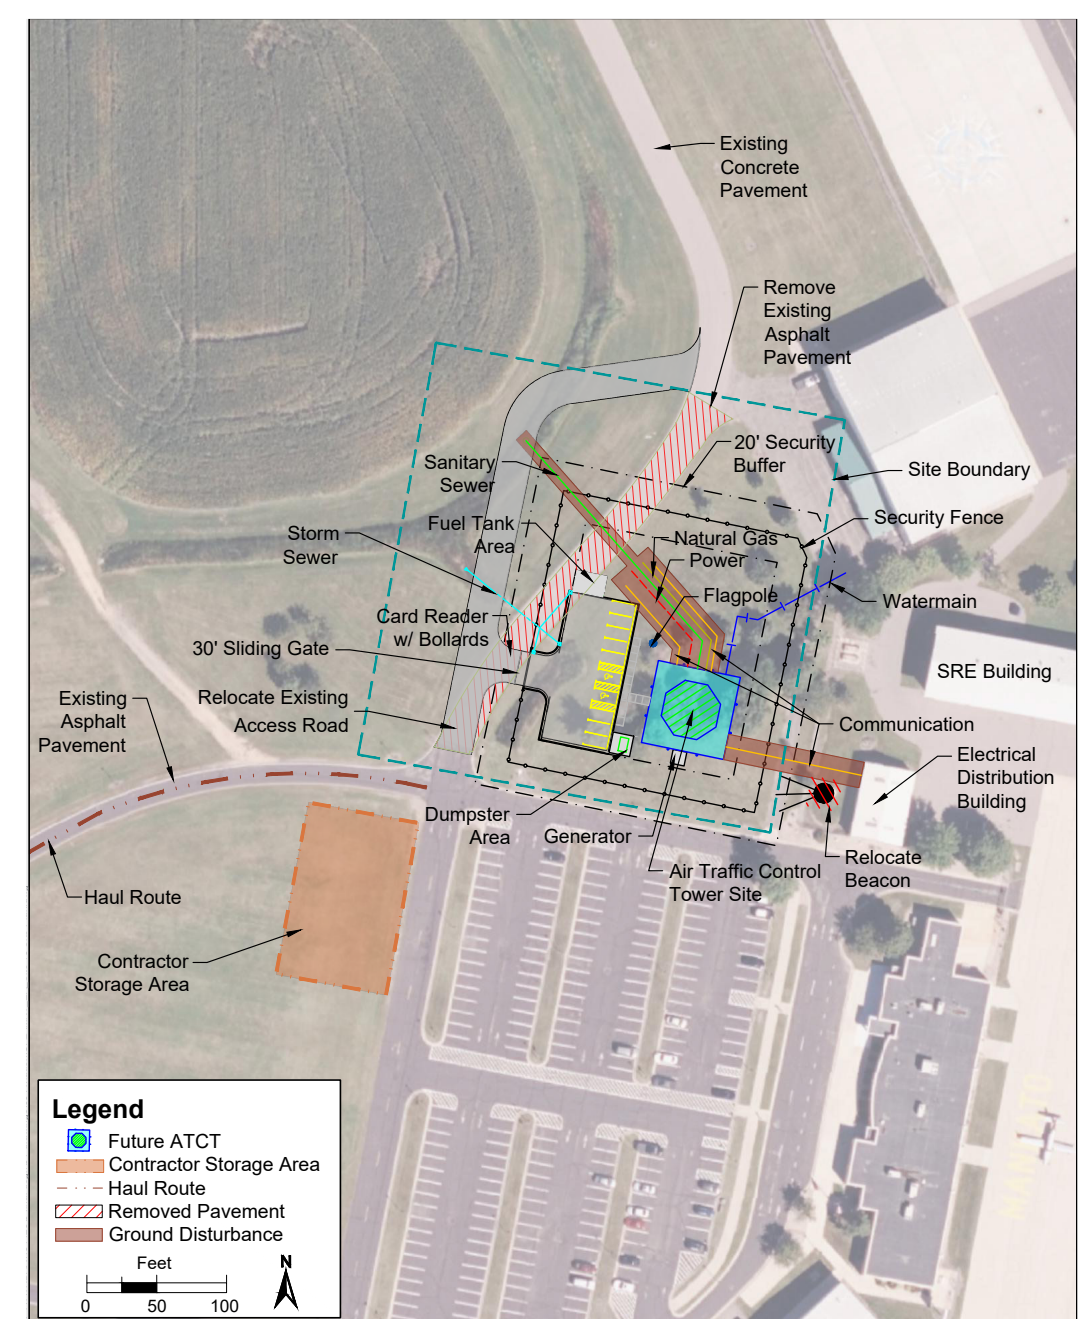 Existing
Concrete
Pavement
Remove
Existing
Asphalt
Pavement
20' Security
Buffer
Site Boundary
Sanitary
Sewer
Security Fence
Fuel Tank
Area
Storm
Sewer
Natural Gas
Power
Flagpole
Watermain
Card Reader
w/ Bollards
30' Sliding Gate
SRE Building
Relocate Existing
Access Road
Existing
Asphalt
Pavement
Communication
Electrical
Distribution
Building
Dumpster
Area
Generator
Relocate
Beacon
Air Traffic Control
Tower Site
Haul Route
Contractor
Storage Area
Legend
Future ATCT
Contractor Storage Area
Haul Route
Removed Pavement
Ground Disturbance
Feet
0 50 100
N